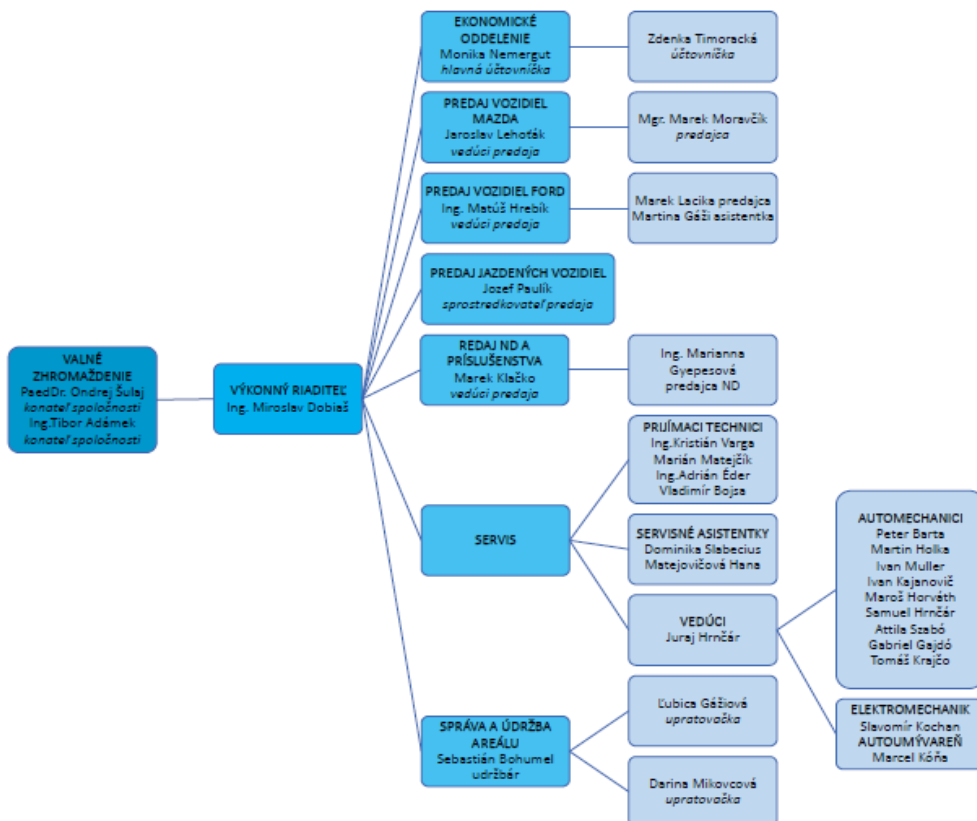 VALNÉ
ZHROMAŽDENIE
PaedDr. Ondrej Šulaj
konateľ spoločnosti
Ing.Tibor Adámek
konateľ spoločnosti
VÝKONNÝ RIADITEĽ
Ing. Miroslav Dobiaš
EKONOMICKÉ
ODDELENIE
Monika Nemergut
hlavná účtovníčka
Zdenka Timoracká
účtovníčka
PREDAJ VOZIDIEL
MAZDA
Jaroslav Lehoťák
vedúci predaja
Mgr. Marek Moravčík
predajca
PREDAJ VOZIDIEL FORD
Ing. Matúš Hrebík
vedúci predaja
Marek Lacika predajca
Martina Gáži asistentka
PREDAJ JAZDENÝCH VOZIDIEL
Jozef Paulík
sprostredkovateľ predaja
REDAJ ND A
PRÍSLUŠENSTVA
Marek Klačko
vedúci predaja
Ing. Marianna
Gyepesová
predajca ND
SERVIS
PRIJÍMACI TECHNICI
Ing.Kristián Varga
Marián Matejčík
Ing.Adrián Éder
Vladimír Bojsa
SERVISNÉ ASISTENTKY
Dominika Slabecius
Matejovičová Hana
VEDÚCI
Juraj Hrnčár
AUTOMECHANICI
Peter Barta
Martin Holka
Ivan Muller
Ivan Kajanovič
Maroš Horváth
Samuel Hrnčár
Attila Szabó
Gabriel Gajdó
Tomáš Krajčo
ELEKTROMECHANIK
Slavomír Kochan
AUTOUMÝVAREŇ
Marcel Kóňa
SPRÁVA A ÚDRŽBA
AREÁLU
Sebastián Bohumel
udržbár
Ľubica Gážiová
upratovačka
Darina Mikovcová
upratovačka